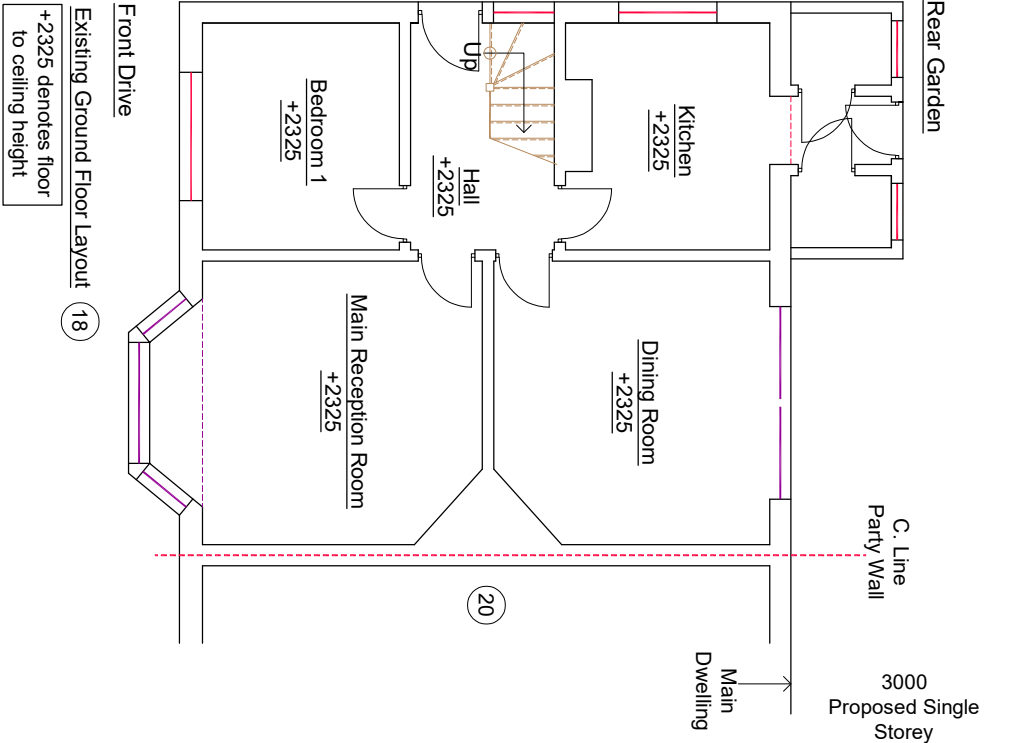 Rear Garden
Kitchen
+2325
Up
Hall
+2325
Bedroom 1
+2325
Dining Room
+2325
Main Reception Room
+2325
C. Line
Party Wall
20
Main
Dwelling
3000
Proposed Single
Storey
Front Drive
Existing Ground Floor Layout
18
+2325 denotes floor
to ceiling height